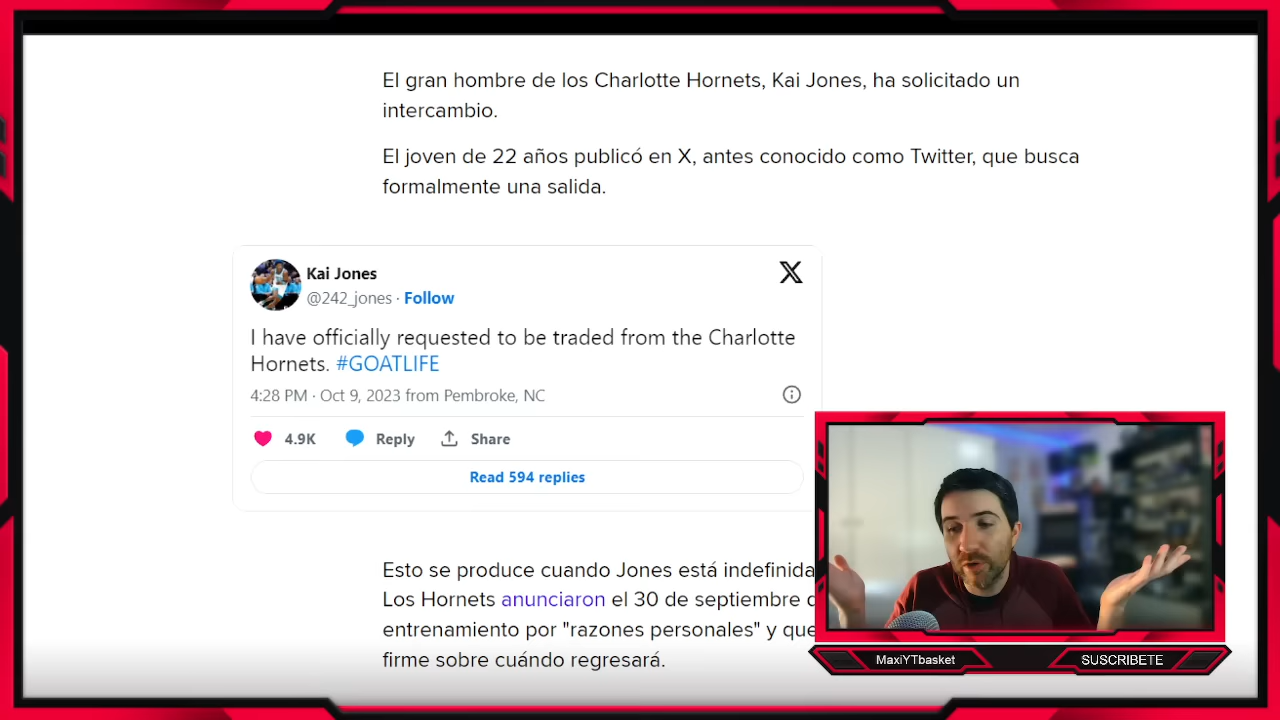 El gran hombre de los Charlotte Hornets, Kai Jones, ha solicitado un
intercambio.
El joven de 22 años publicó en X, antes conocido como Twitter, que busca
formalmente una salida.
Kai Jones
@242_jones · Follow
I have officially requested to be traded from the Charlotte
Hornets. #GOATLIFE
4:28 PM · Oct 9, 2023 from Pembroke, NC
4.9K Reply Share
Read 594 replies
Esto se produce cuando Jones está indefinida
Los Hornets anunciaron el 30 de septiembre
entrenamiento por "razones personales" y que
firme sobre cuándo regresará.
MaxiYTbasket
SUSCRIBETE